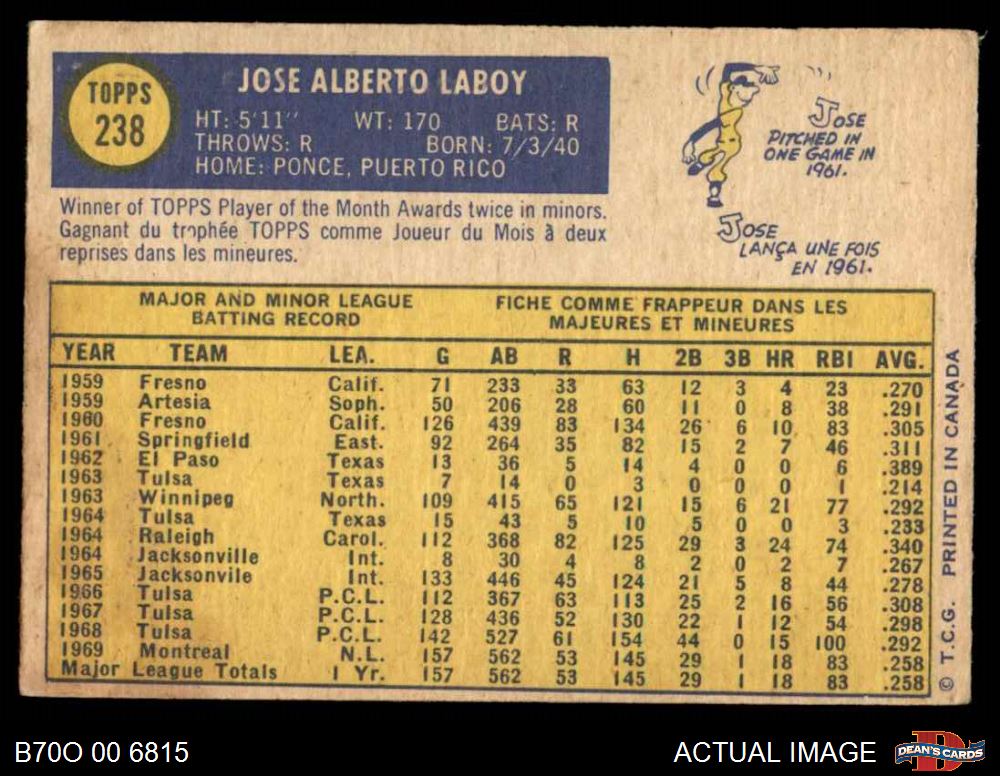 TOPPS
238
JOSE ALBERTO LABOY
HT: 5'11" WT: 170 BATS: R
THROWS: R BORN: 7/3/40
HOME: PONCE, PUERTO RICO
JOSE
PITCHED IN
ONE GAME IN
1961.
JOSE
LANÇA UNE FOIS
EN 1961.
Winner of TOPPS Player of the Month Awards twice in minors.
Gagnant du trophée TOPPS comme Joueur du Mois à deux
reprises dans les mineures.
MAJOR AND MINOR LEAGUE
BATTING RECORD
FICHE COMME FRAPPEUR DANS LES
MAJEURES ET MINEURES
YEAR TEAM LEA. G AB R H 2B 3B HR RBI AVG.
1959 Fresno Calif. 71 233 33 63 12 3 4 23 .270
1959 Artesia Soph. 50 206 28 60 11 0 8 38 .291
1960 Fresno Calif. 126 439 83 134 26 6 10 83 .305
1961 Springfield East. 92 264 35 82 15 2 7 46 .311
1962 El Paso Texas 13 36 5 14 4 0 0 6 .389
1963 Tulsa Texas 7 14 0 3 0 0 0 1 .214
1963 Winnipeg North. 109 415 65 121 15 6 21 77 .292
1964 Tulsa Texas 15 43 5 10 5 0 0 3 .233
1964 Raleigh Carol. 112 368 82 125 29 3 24 74 .340
1964 Jacksonville Int. 8 30 4 8 2 0 2 7 .267
1965 Jacksonvile Int. 133 446 45 124 21 5 8 44 .278
1966 Tulsa P.C.L. 112 367 63 113 25 2 16 56 .308
1967 Tulsa P.C.L. 128 436 52 130 22 1 12 54 .298
1968 Tulsa P.C.L. 142 527 61 154 44 0 15 100 .292
1969 Montreal N.L. 157 562 53 145 29 1 18 83 .258
Major League Totals 1 Yr. 157 562 53 145 29 1 18 83 .258
© T.C.G. PRINTED IN CANADA
B70O 00 6815
ACTUAL IMAGE
DEAN'S CARDS